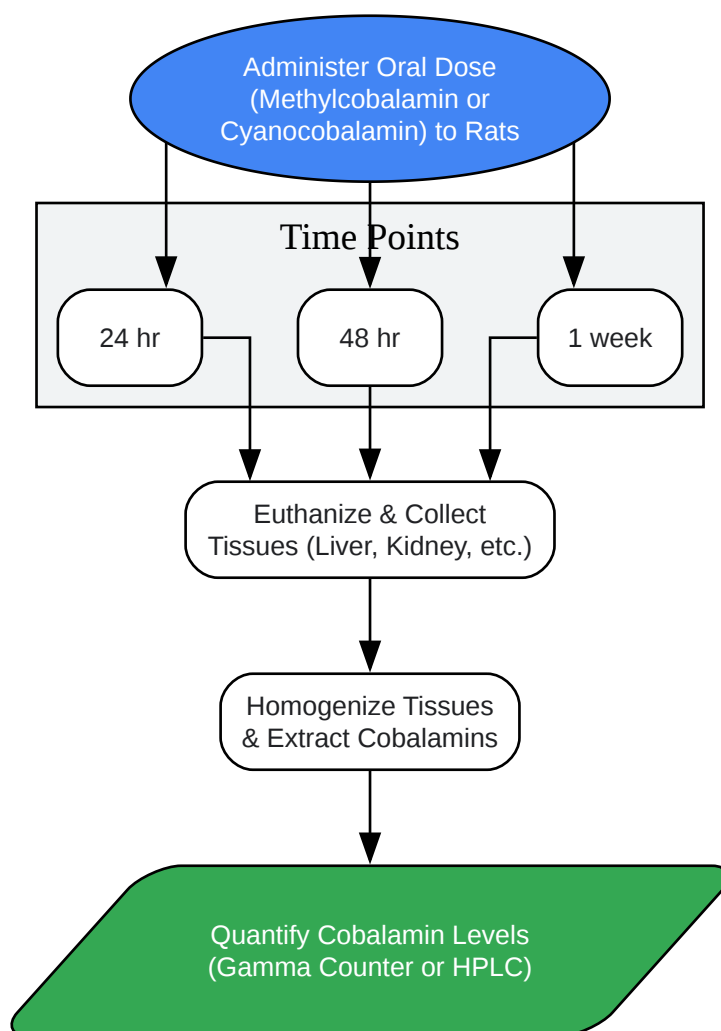 Administer Oral Dose
(Methylcobalamin or
Cyanocobalamin) to Rats
Time Points
24 hr
48 hr
1 week
Euthanize & Collect
Tissues (Liver, Kidney, etc.)
Homogenize Tissues
& Extract Cobalamins
Quantify Cobalamin Levels
(Gamma Counter or HPLC)